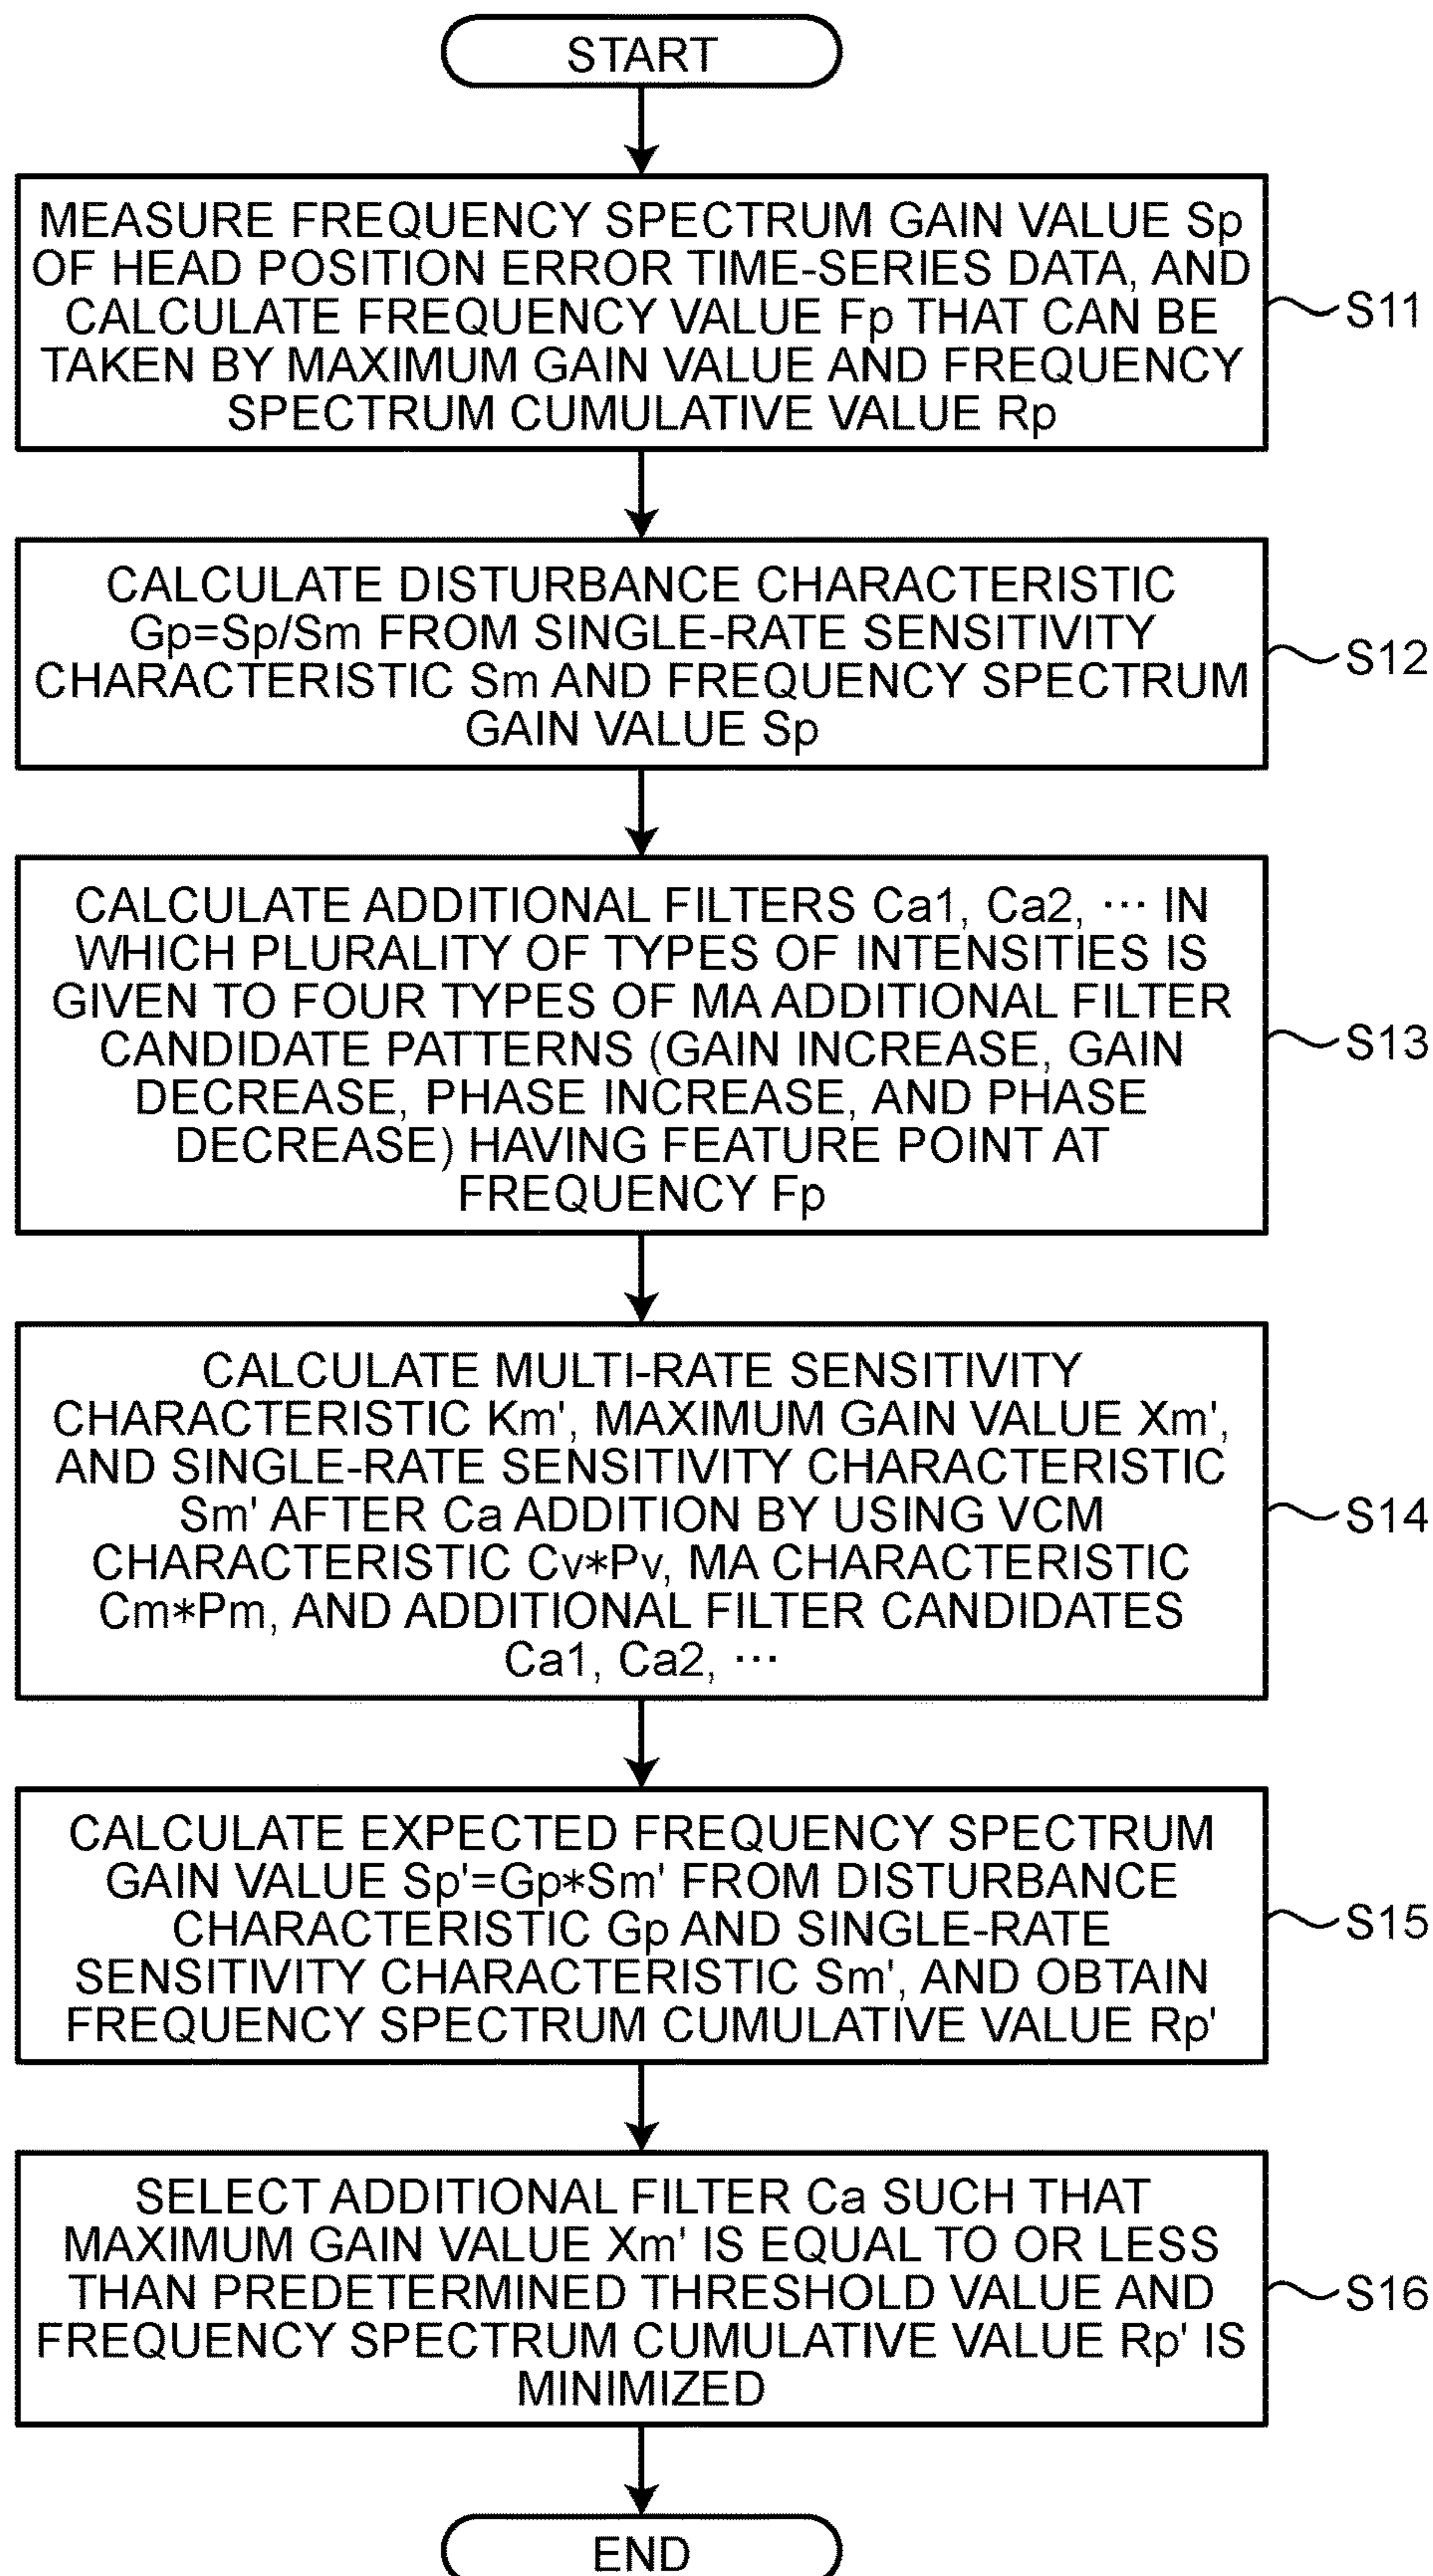 START
MEASURE FREQUENCY SPECTRUM GAIN VALUE Sp
OF HEAD POSITION ERROR TIME-SERIES DATA, AND
CALCULATE FREQUENCY VALUE Fp THAT CAN BE
TAKEN BY MAXIMUM GAIN VALUE AND FREQUENCY
SPECTRUM CUMULATIVE VALUE Rp
S11
CALCULATE DISTURBANCE CHARACTERISTIC
Gp=Sp/Sm FROM SINGLE-RATE SENSITIVITY
CHARACTERISTIC Sm AND FREQUENCY SPECTRUM
GAIN VALUE Sp
S12
CALCULATE ADDITIONAL FILTERS Ca1, Ca2, ··· IN
WHICH PLURALITY OF TYPES OF INTENSITIES IS
GIVEN TO FOUR TYPES OF MA ADDITIONAL FILTER
CANDIDATE PATTERNS (GAIN INCREASE, GAIN
DECREASE, PHASE INCREASE, AND PHASE
DECREASE) HAVING FEATURE POINT AT
FREQUENCY Fp
S13
CALCULATE MULTI-RATE SENSITIVITY
CHARACTERISTIC Km', MAXIMUM GAIN VALUE Xm',
AND SINGLE-RATE SENSITIVITY CHARACTERISTIC
Sm' AFTER Ca ADDITION BY USING VCM
CHARACTERISTIC Cv*Pv, MA CHARACTERISTIC
Cm*Pm, AND ADDITIONAL FILTER CANDIDATES
Ca1, Ca2, ···
S14
CALCULATE EXPECTED FREQUENCY SPECTRUM
GAIN VALUE Sp'=Gp*Sm' FROM DISTURBANCE
CHARACTERISTIC Gp AND SINGLE-RATE
SENSITIVITY CHARACTERISTIC Sm', AND OBTAIN
FREQUENCY SPECTRUM CUMULATIVE VALUE Rp'
S15
SELECT ADDITIONAL FILTER Ca SUCH THAT
MAXIMUM GAIN VALUE Xm' IS EQUAL TO OR LESS
THAN PREDETERMINED THRESHOLD VALUE AND
FREQUENCY SPECTRUM CUMULATIVE VALUE Rp' IS
MINIMIZED
S16
END